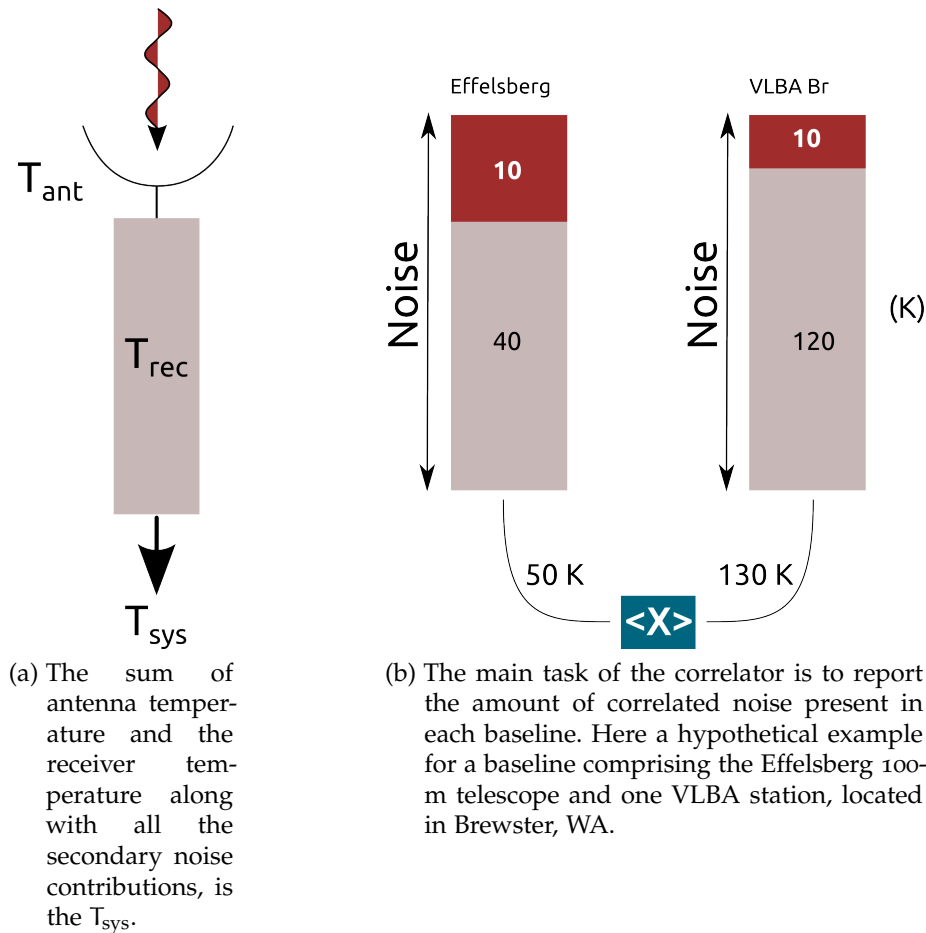 T_ant
T_rec
T_sys
(a) The sum of
antenna temper-
ature and the
receiver tem-
perature along
with all the
secondary noise
contributions, is
the T_sys.
Effelsberg
VLBA Br
Noise
10
40
Noise
10
120
(K)
50 K
130 K
<X>
(b) The main task of the correlator is to report
the amount of correlated noise present in
each baseline. Here a hypothetical example
for a baseline comprising the Effelsberg 100-
m telescope and one VLBA station, located
in Brewster, WA.